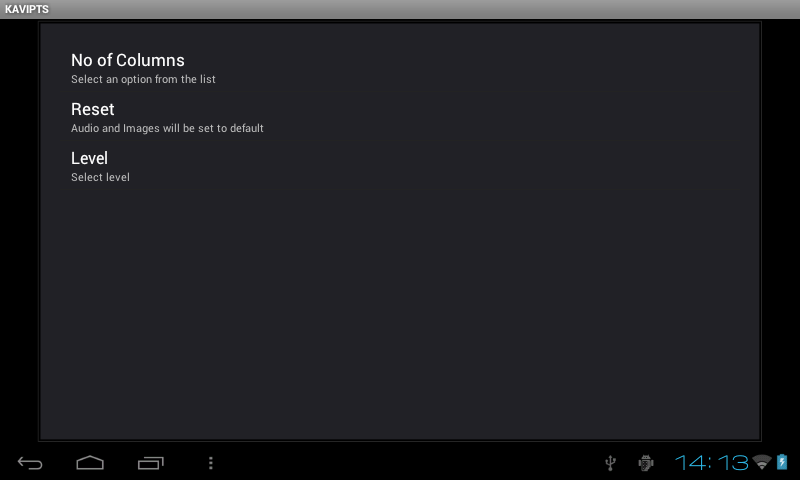 KAVIPTS
No of Columns
Select an option from the list
Reset
Audio and Images will be set to default
Level
Select level
14:13